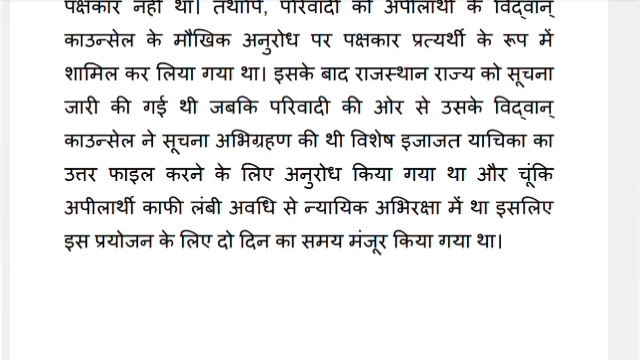 पक्षकार नहीं था। तथापि, परिवादी को अपीलार्थी के विद्वान्
काउन्सेल के मौखिक अनुरोध पर पक्षकार प्रत्यर्थी के रूप में
शामिल कर लिया गया था। इसके बाद राजस्थान राज्य को सूचना
जारी की गई थी जबकि परिवादी की ओर से उसके विद्वान्
काउन्सेल ने सूचना अभिग्रहण की थी विशेष इजाजत याचिका का
उत्तर फाइल करने के लिए अनुरोध किया गया था और चूंकि
अपीलार्थी काफी लंबी अवधि से न्यायिक अभिरक्षा में था इसलिए
इस प्रयोजन के लिए दो दिन का समय मंजूर किया गया था।